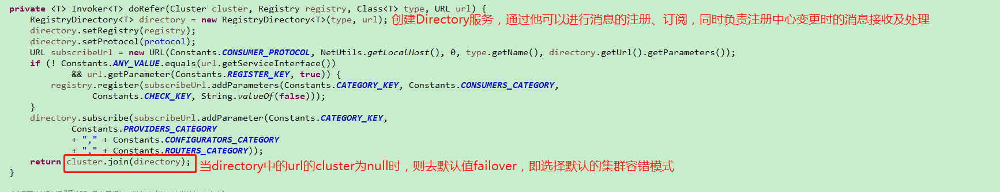 private <T> Invoker<T> doRefer(Cluster cluster, Registry registry, Class<T> type, URL url) {
RegistryDirectory<T> directory = new RegistryDirectory<T>(type, url); 创建Directory服务，通过他可以进行消息的注册、订阅，同时负责注册中心变更时的消息接收及处理
directory.setRegistry(registry);
directory.setProtocol(protocol);
URL subscribeUrl = new URL(Constants.CONSUMER_PROTOCOL, NetUtils.getLocalHost(), 0, type.getName(), directory.getUrl().getParameters());
if (! Constants.ANY_VALUE.equals(url.getServiceInterface())
&& url.getParameter(Constants.REGISTER_KEY, true)) {
registry.register(subscribeUrl.addParameters(Constants.CATEGORY_KEY, Constants.CONSUMERS_CATEGORY,
Constants.CHECK_KEY, String.valueOf(false)));
}
directory.subscribe(subscribeUrl.addParameter(Constants.CATEGORY_KEY,
Constants.PROVIDERS_CATEGORY
+ "," + Constants.CONFIGURATORS_CATEGORY
+ "," + Constants.ROUTERS_CATEGORY));
return cluster.join(directory); 当directory中的url的cluster为null时，则去默认值failover，即选择默认的集群容错模式
}